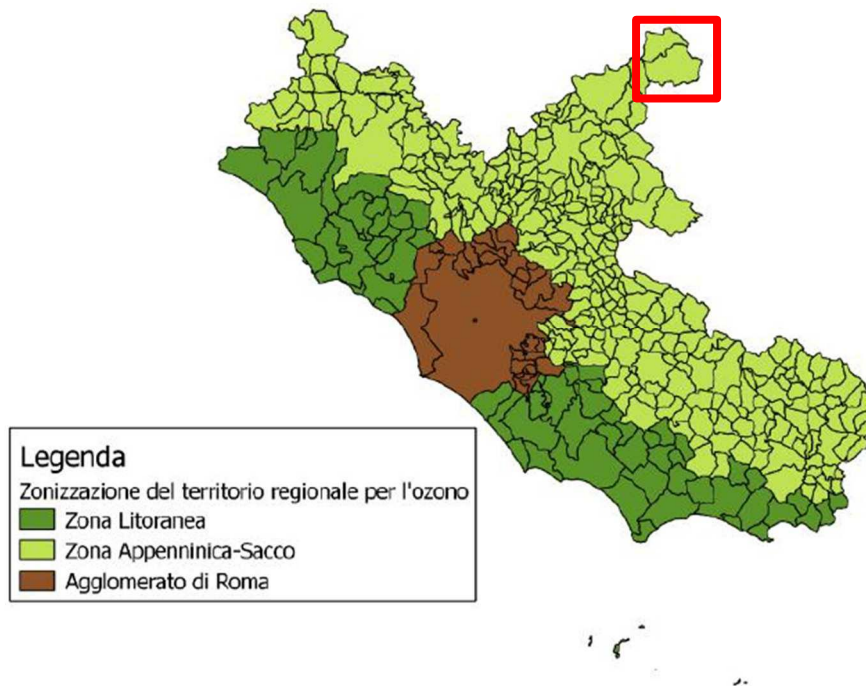 Legenda
Zonizzazione del territorio regionale per l'ozono
Zona Litoranea
Zona Appenninica-Sacco
Agglomerato di Roma